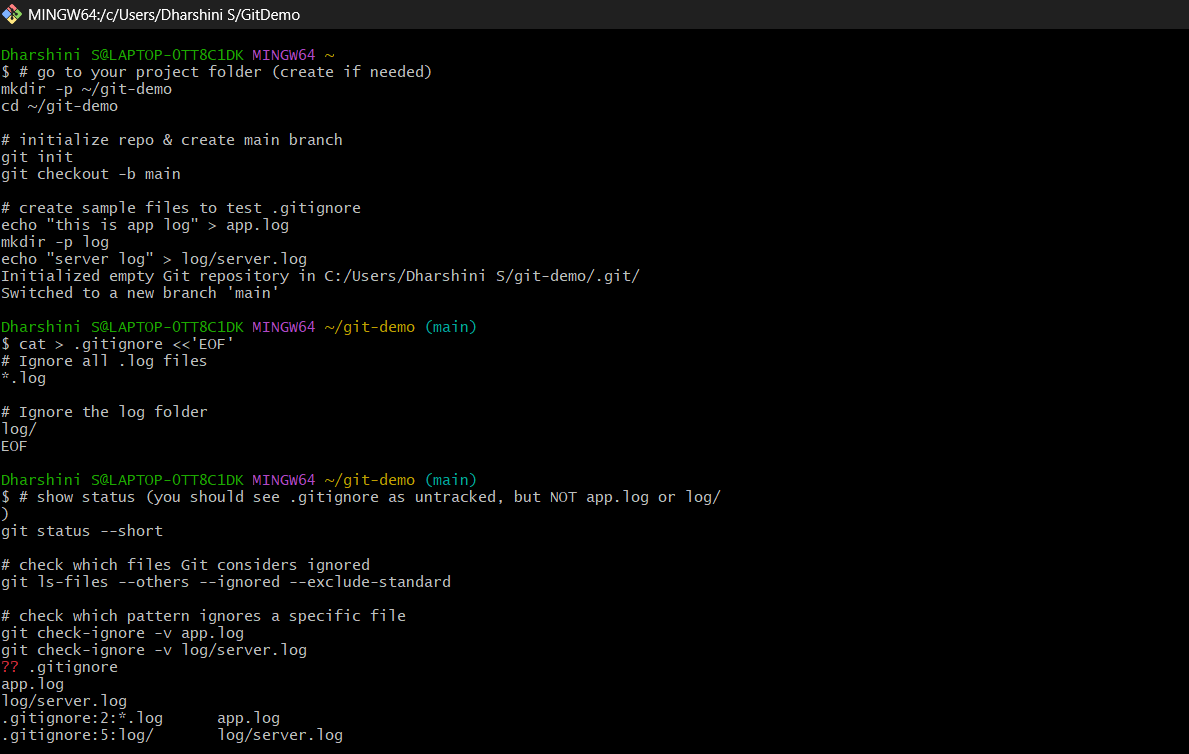 MINGW64:/c/Users/Dharshini S/GitDemo
Dharshini S@LAPTOP-0TT8C1DK MINGW64 ~
$ # go to your project folder (create if needed)
mkdir -p ~/git-demo
cd ~/git-demo
# initialize repo & create main branch
git init
git checkout -b main
# create sample files to test .gitignore
echo "this is app log" > app.log
mkdir -p log
echo "server log" > log/server.log
Initialized empty Git repository in C:/Users/Dharshini S/git-demo/.git/
Switched to a new branch 'main'
Dharshini S@LAPTOP-0TT8C1DK MINGW64 ~/git-demo (main)
$ cat > .gitignore <<'EOF'
# Ignore all .log files
*.log
# Ignore the log folder
log/
EOF
Dharshini S@LAPTOP-0TT8C1DK MINGW64 ~/git-demo (main)
$ # show status (you should see .gitignore as untracked, but NOT app.log or log/
)
git status --short
# check which files Git considers ignored
git ls-files --others --ignored --exclude-standard
# check which pattern ignores a specific file
git check-ignore -v app.log
git check-ignore -v log/server.log
?? .gitignore
app.log
log/server.log
.gitignore:2:*.log      app.log
.gitignore:5:log/       log/server.log